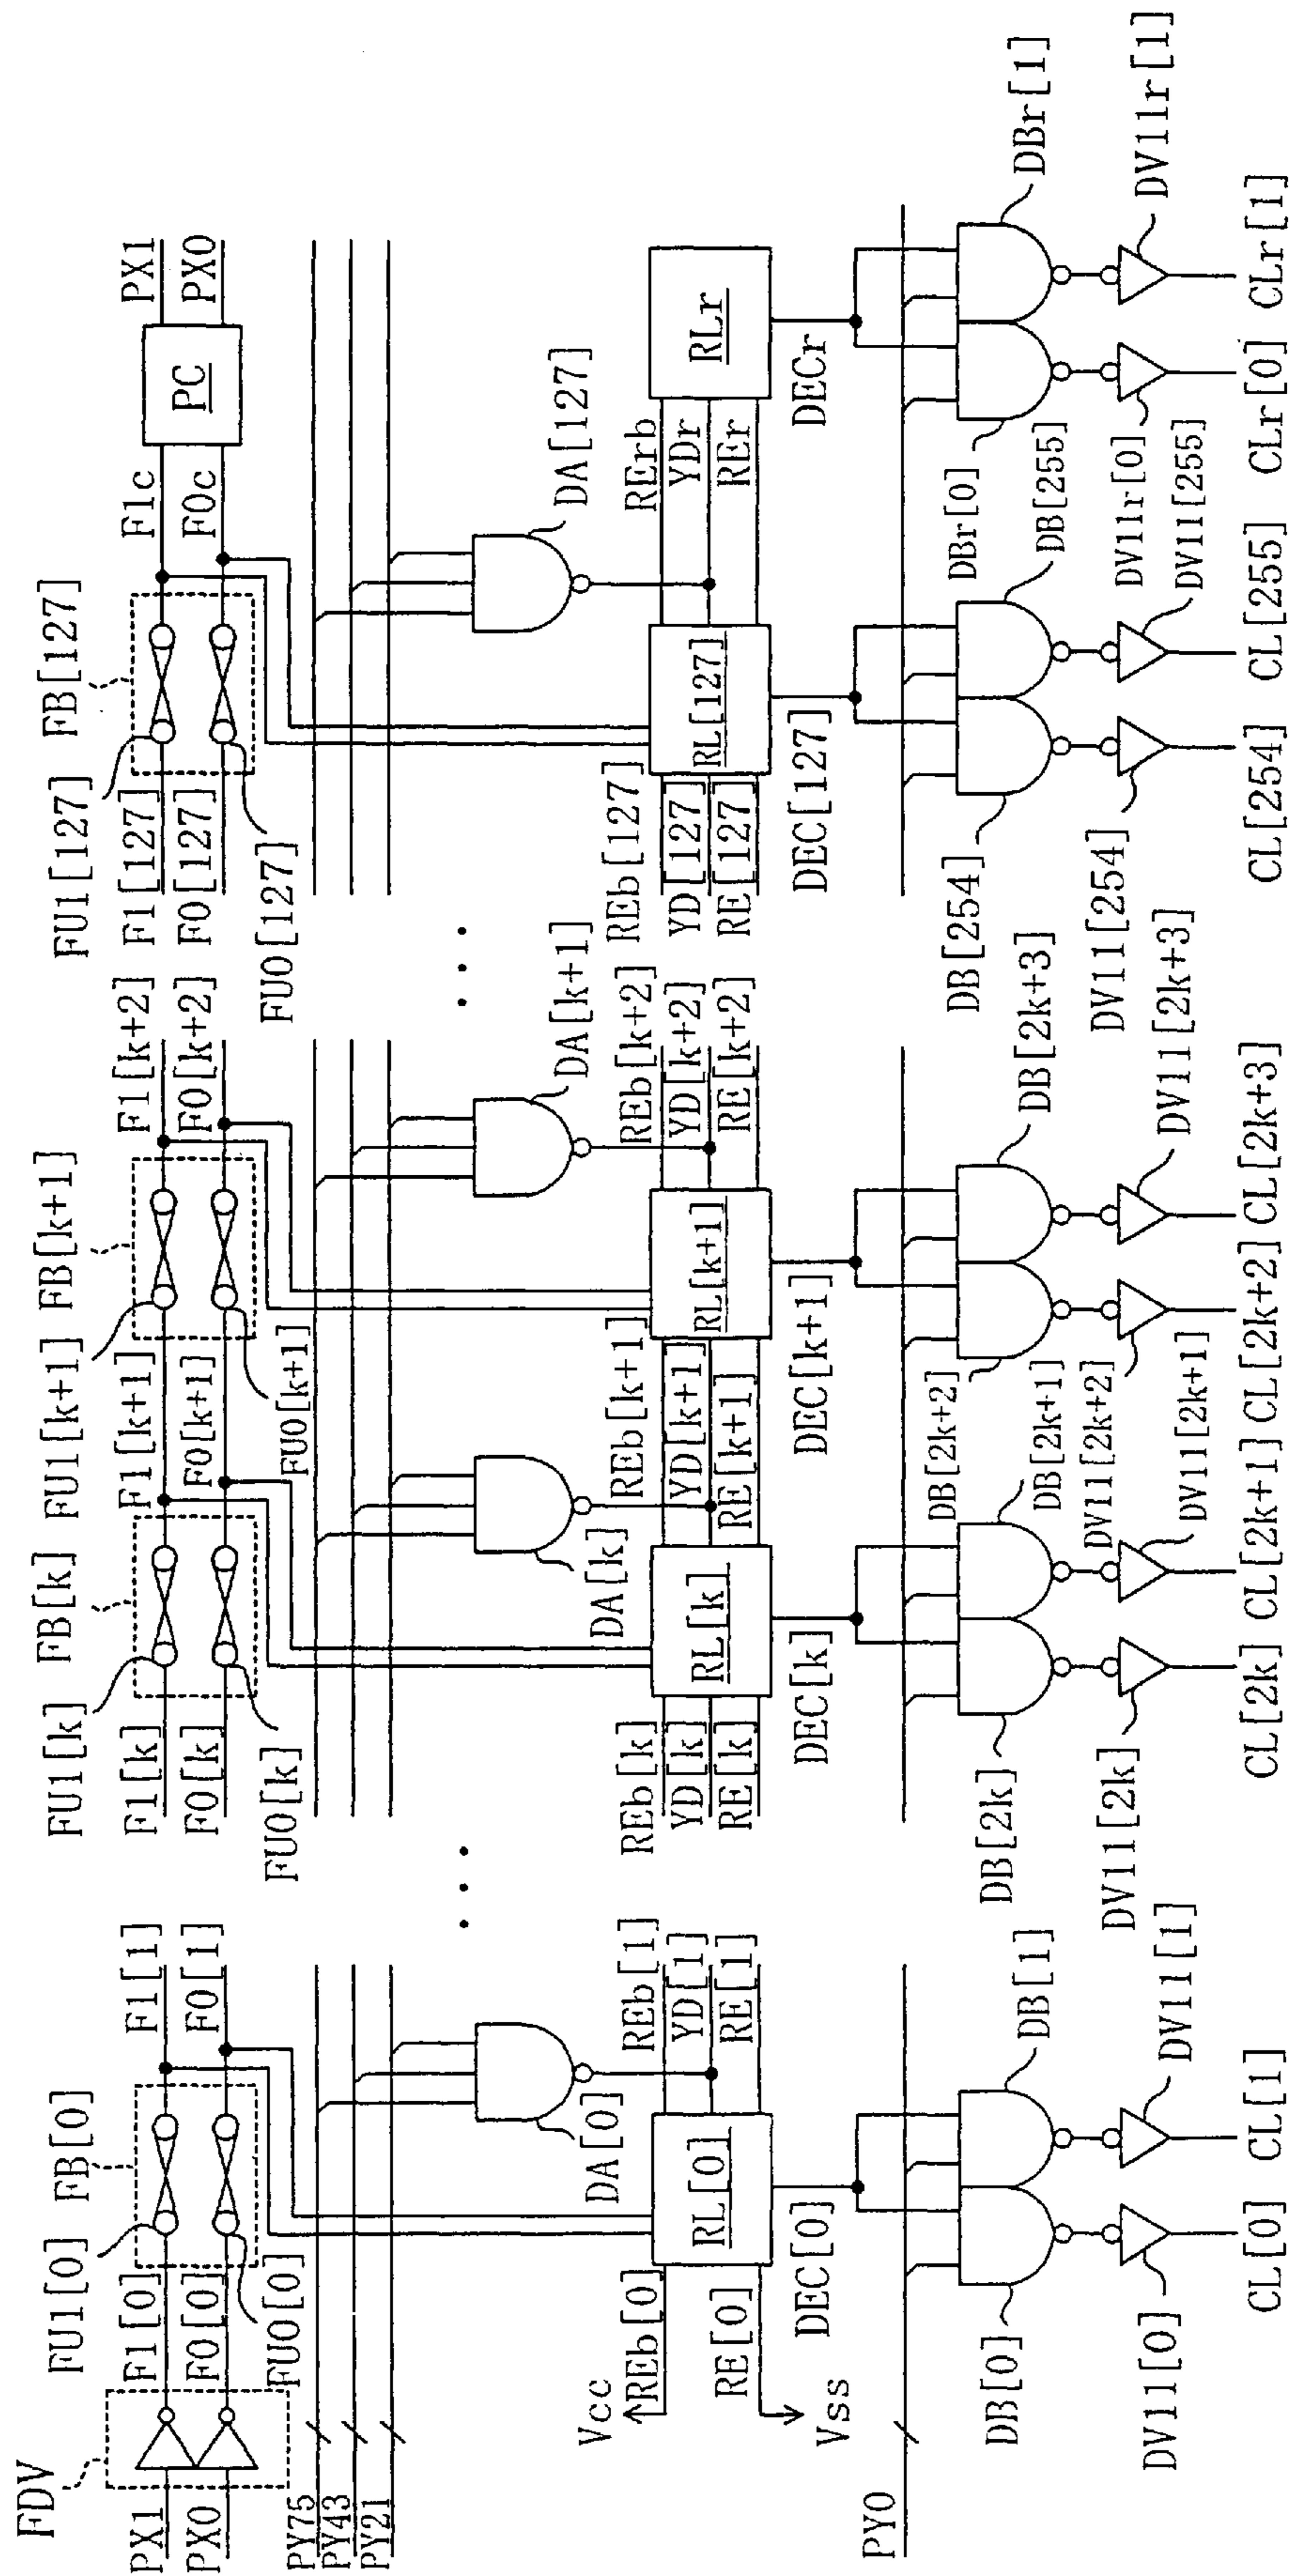 FDV
PX1
PX0
FU1[0]
FB[0]
F1[0]
F0[0]
FU0[0]
F1[1]
F0[1]
FU1[k]
FB[k]
F1[k]
F0[k]
FU0[k]
FU1[k+1]
FB[k+1]
F1[k+1]
F0[k+1]
FU0[k+1]
F1[k+2]
F0[k+2]
FU1[127]
FB[127]
F1[127]
F0[127]
FU0[127]
F1c
F0c
PC
PX1
PX0
PY75
PY43
PY21
DA[0]
DA[k]
DA[k+1]
DA[127]
...
...
Vcc
REb[0]
RE[0]
Vss
RL[0]
REb[1]
YD[1]
RE[1]
REb[k]
YD[k]
RE[k]
RL[k]
REb[k+1]
YD[k+1]
RE[k+1]
RL[k+1]
REb[k+2]
YD[k+2]
RE[k+2]
REb[127]
YD[127]
RE[127]
RL[127]
RErb
YDr
REr
RLr
DEC[0]
DEC[k]
DEC[k+1]
DEC[127]
DECr
PY0
DB[0]
DB[1]
DB[2k]
DB[2k+1]
DB[2k+2]
DB[2k+3]
DB[254]
DB[255]
DBr[0]
DBr[1]
DV11[0]
DV11[1]
DV11[2k]
DV11[2k+1]
DV11[2k+2]
DV11[2k+3]
DV11[254]
DV11[255]
DV11r[0]
DV11r[1]
CL[0]
CL[1]
CL[2k]
CL[2k+1]
CL[2k+2]
CL[2k+3]
CL[254]
CL[255]
CLr[0]
CLr[1]